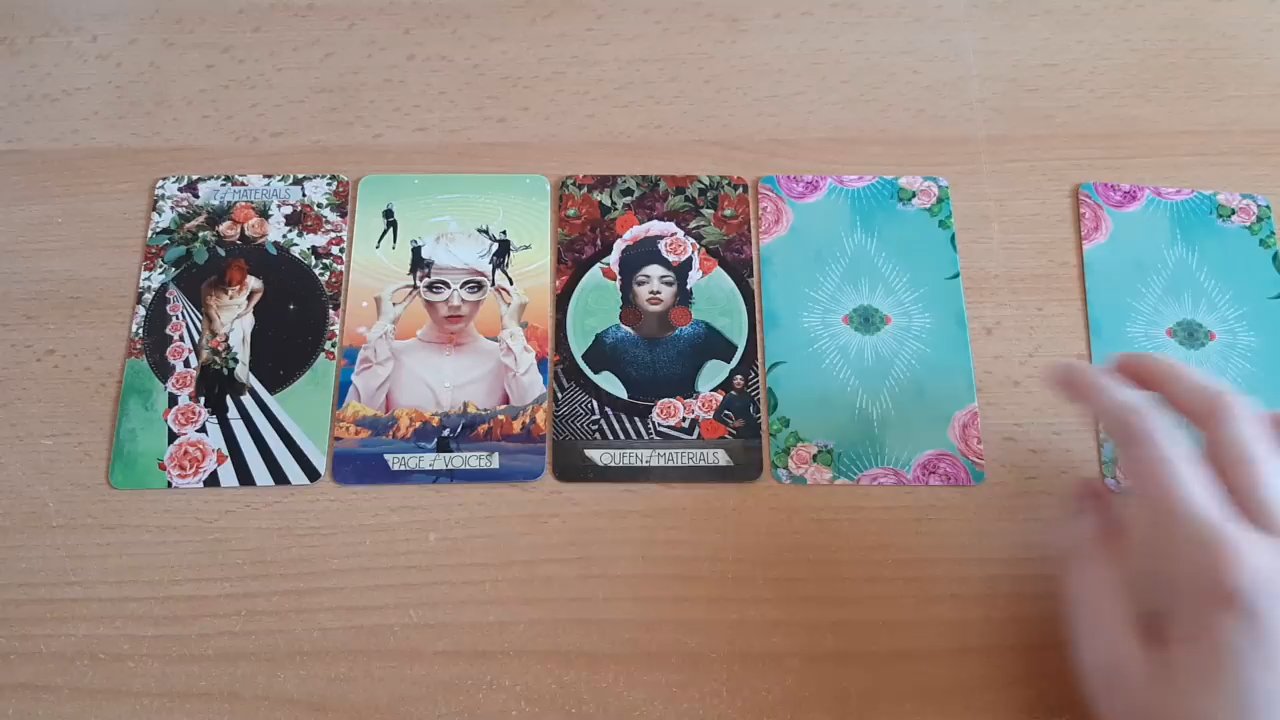 7 of MATERIALS
PAGE of VOICES
QUEEN of MATERIALS